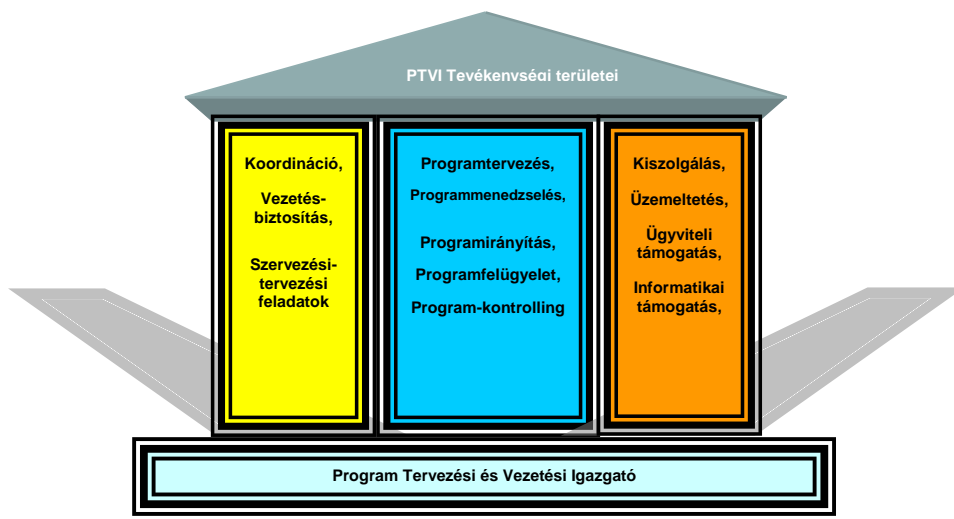 PTVI Tevékenységi területei
Koordináció,
Vezetés-
biztosítás,
Szervezési-
tervezési
feladatok
Programtervezés,
Programmenedzselés,
Programirányítás,
Programfelügyelet,
Program-kontrolling
Kiszolgálás,
Üzemeltetés,
Ügyviteli
támogatás,
Informatikai
támogatás,
Program Tervezési és Vezetési Igazgató